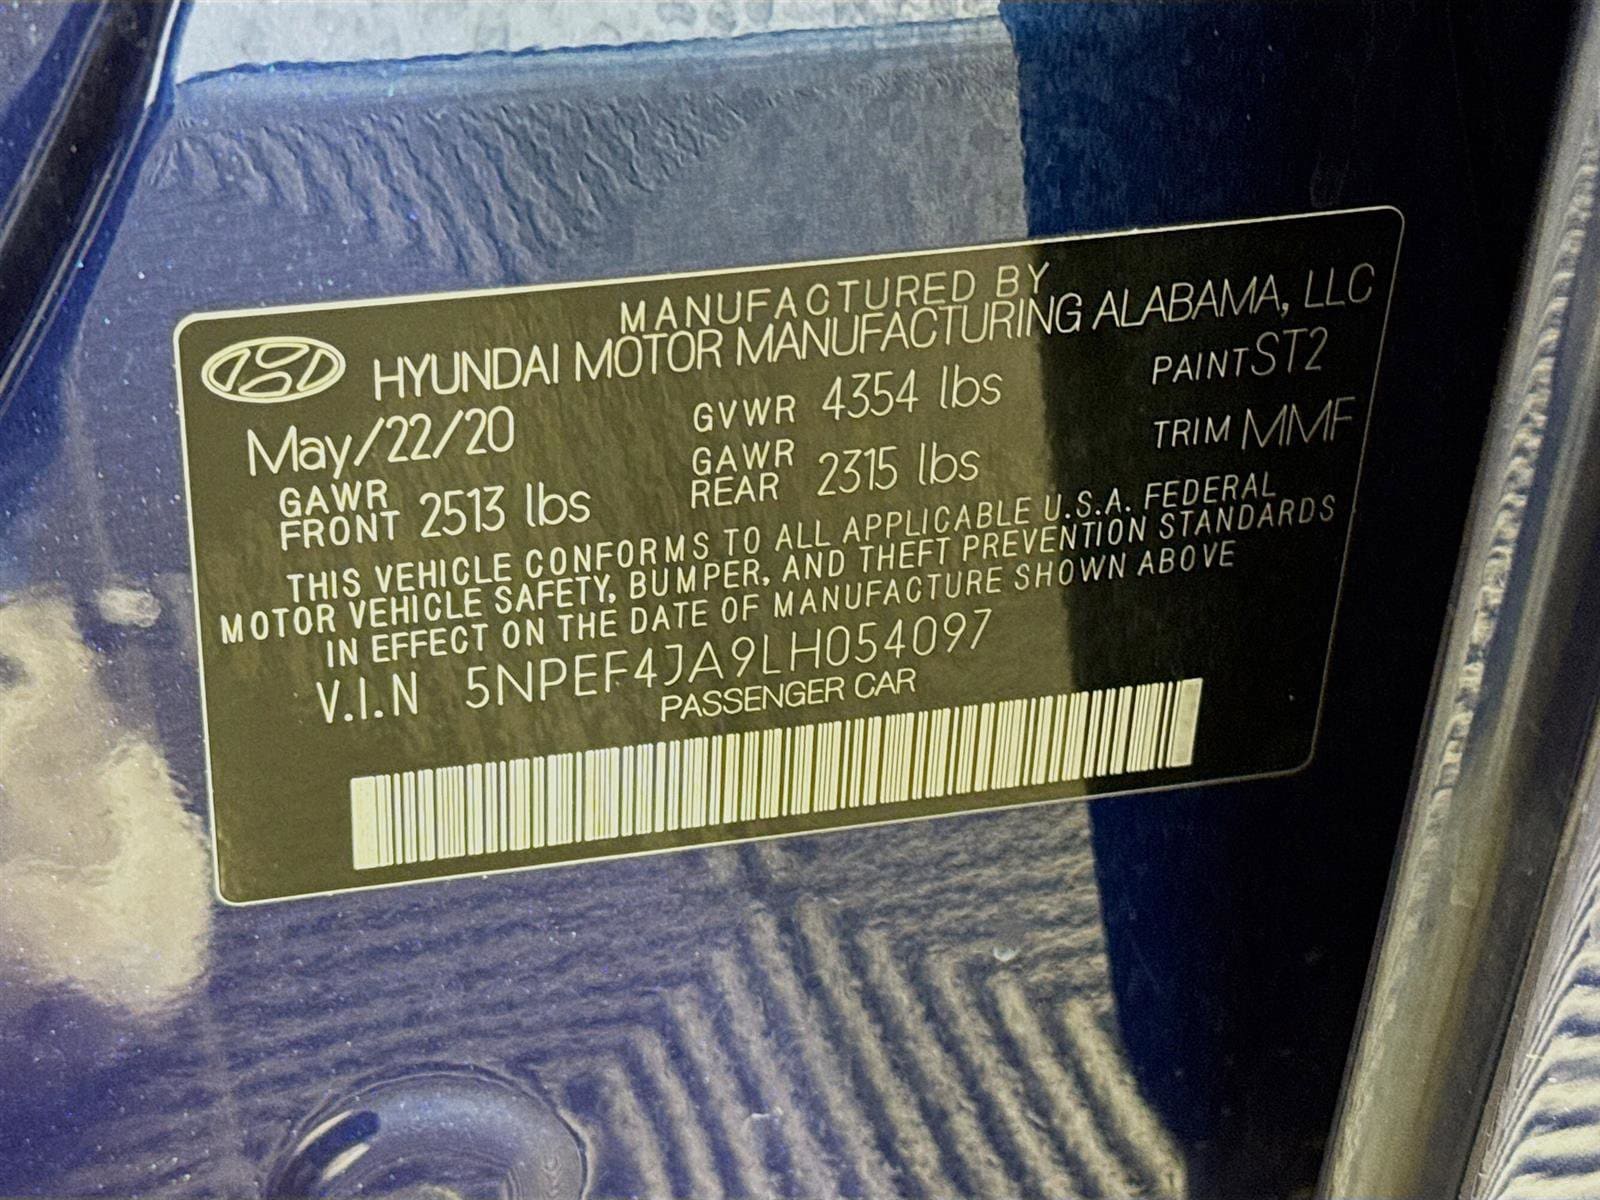 MANUFACTURED BY
HYUNDAI MOTOR MANUFACTURING ALABAMA, LLC
May/22/20 GVWR 4354 lbs PAINT ST2
GAWR FRONT 2513 lbs GAWR REAR 2315 lbs TRIM MMF
THIS VEHICLE CONFORMS TO ALL APPLICABLE U.S.A. FEDERAL
MOTOR VEHICLE SAFETY, BUMPER, AND THEFT PREVENTION STANDARDS
IN EFFECT ON THE DATE OF MANUFACTURE SHOWN ABOVE
V.I.N 5NPEF4JA9LH054097
PASSENGER CAR